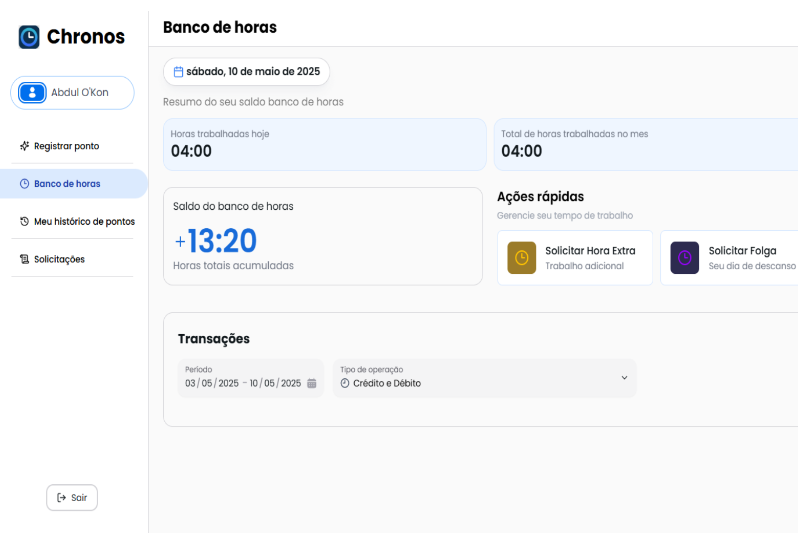 Chronos
Abdul O'Kon
Registrar ponto
Banco de horas
Meu histórico de pontos
Solicitações
Sair
Banco de horas
sábado, 10 de maio de 2025
Resumo do seu saldo banco de horas
Horas trabalhadas hoje
04:00
Total de horas trabalhadas no mes
04:00
Saldo do banco de horas
+13:20
Horas totais acumuladas
Ações rápidas
Gerencie seu tempo de trabalho
Solicitar Hora Extra
Trabalho adicional
Solicitar Folga
Seu dia de descanso
Transações
Período
03/05/2025 - 10/05/2025
Tipo de operação
Crédito e Débito